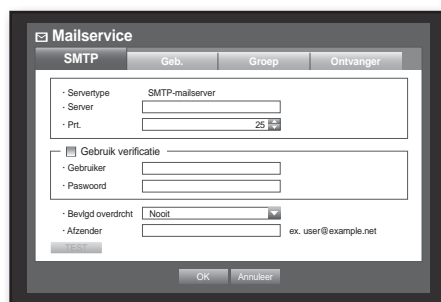 Mailservice
SMTP Geb. Groep Ontvanger
· Servertype SMTP-mailserver
· Server
· Prt. 25
Gebruik verificatie
· Gebruiker
· Paswoord
· Bevlgd overdrcht Nooit
· Afzender ex. user@example.net
TEST
OK Annuleer